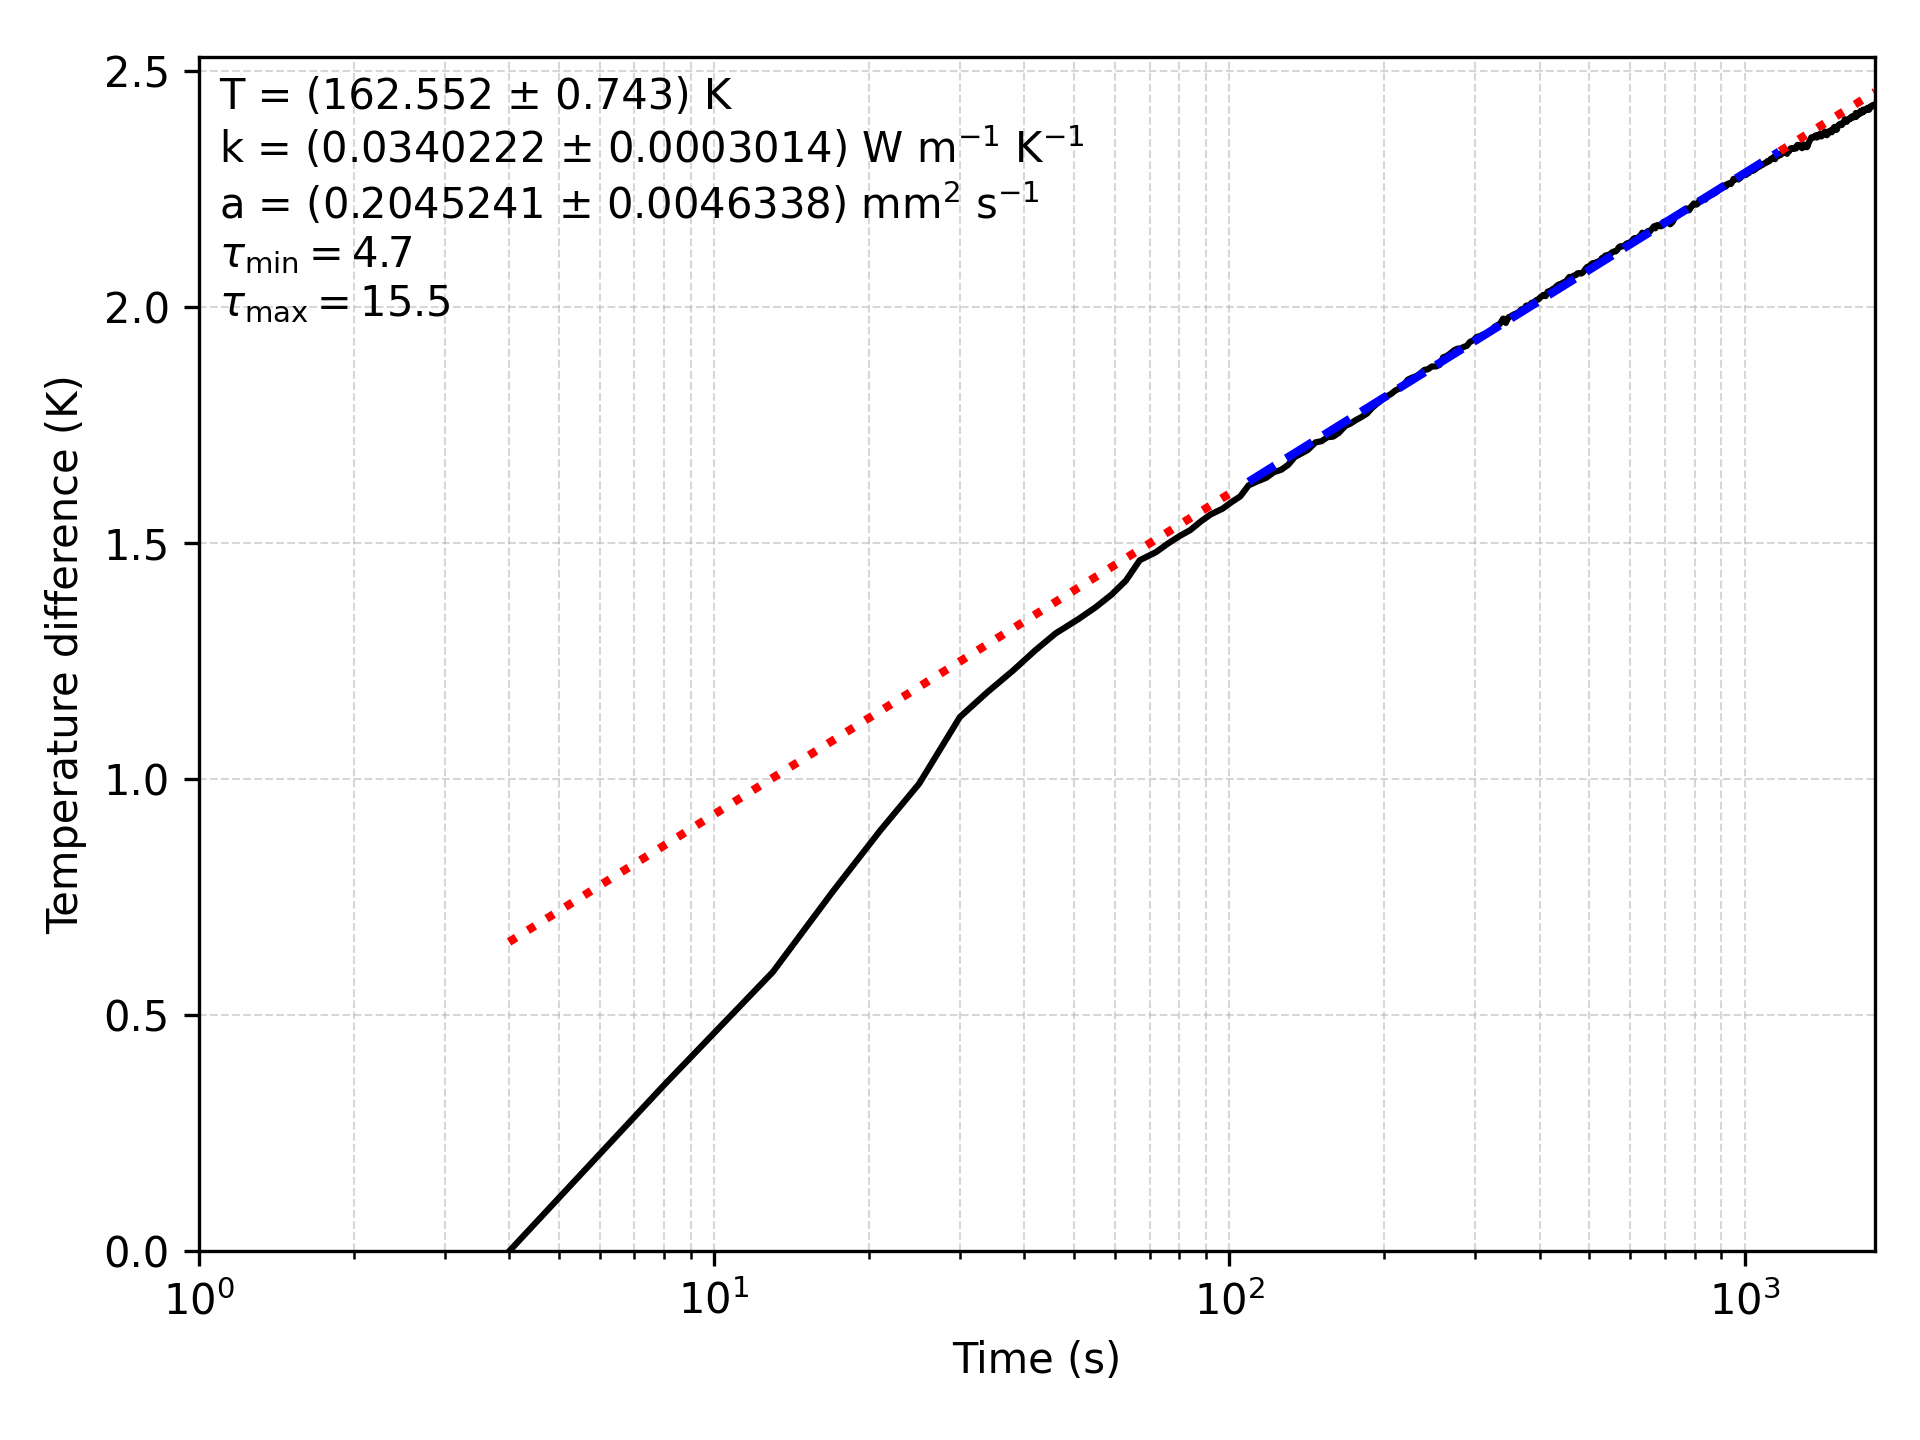 2.5
T = (162.552 ± 0.743) K
k = (0.0340222 ± 0.0003014) W m⁻¹ K⁻¹
a = (0.2045241 ± 0.0046338) mm² s⁻¹
τmin = 4.7
τmax = 15.5
2.0
1.5
1.0
0.5
0.0
Temperature difference (K)
10⁰ 10¹ 10² 10³
Time (s)